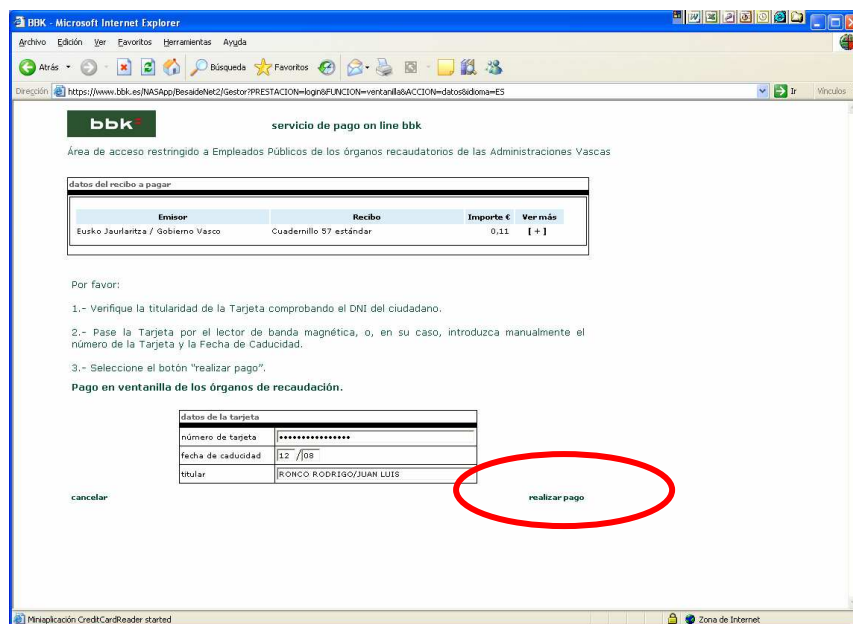 BBK - Microsoft Internet Explorer
Archivo Edición Ver Favoritos Herramientas Ayuda
Atrás Búsqueda Favoritos
Dirección https://www.bbk.es/NASApp/BesaideNet2/Gestor?PRESTACION=login&FUNCION=ventanilla&ACCION=datos&idioma=ES Ir Vínculos
bbk servicio de pago on line bbk
Área de acceso restringido a Empleados Públicos de los órganos recaudatorios de las Administraciones Vascas
datos del recibo a pagar
Emisor Recibo Importe € Ver más
Eusko Jaurlaritza / Gobierno Vasco Cuadernillo 57 estándar 0,11 [ + ]
Por favor:
1.- Verifique la titularidad de la Tarjeta comprobando el DNI del ciudadano.
2.- Pase la Tarjeta por el lector de banda magnética, o, en su caso, introduzca manualmente el
número de la Tarjeta y la Fecha de Caducidad.
3.- Seleccione el botón "realizar pago".
Pago en ventanilla de los órganos de recaudación.
datos de la tarjeta
número de tarjeta ••••••••••••••••
fecha de caducidad 12 / 08
titular RONCO RODRIGO/JUAN LUIS
cancelar realizar pago
Miniaplicación CreditCardReader started Zona de Internet